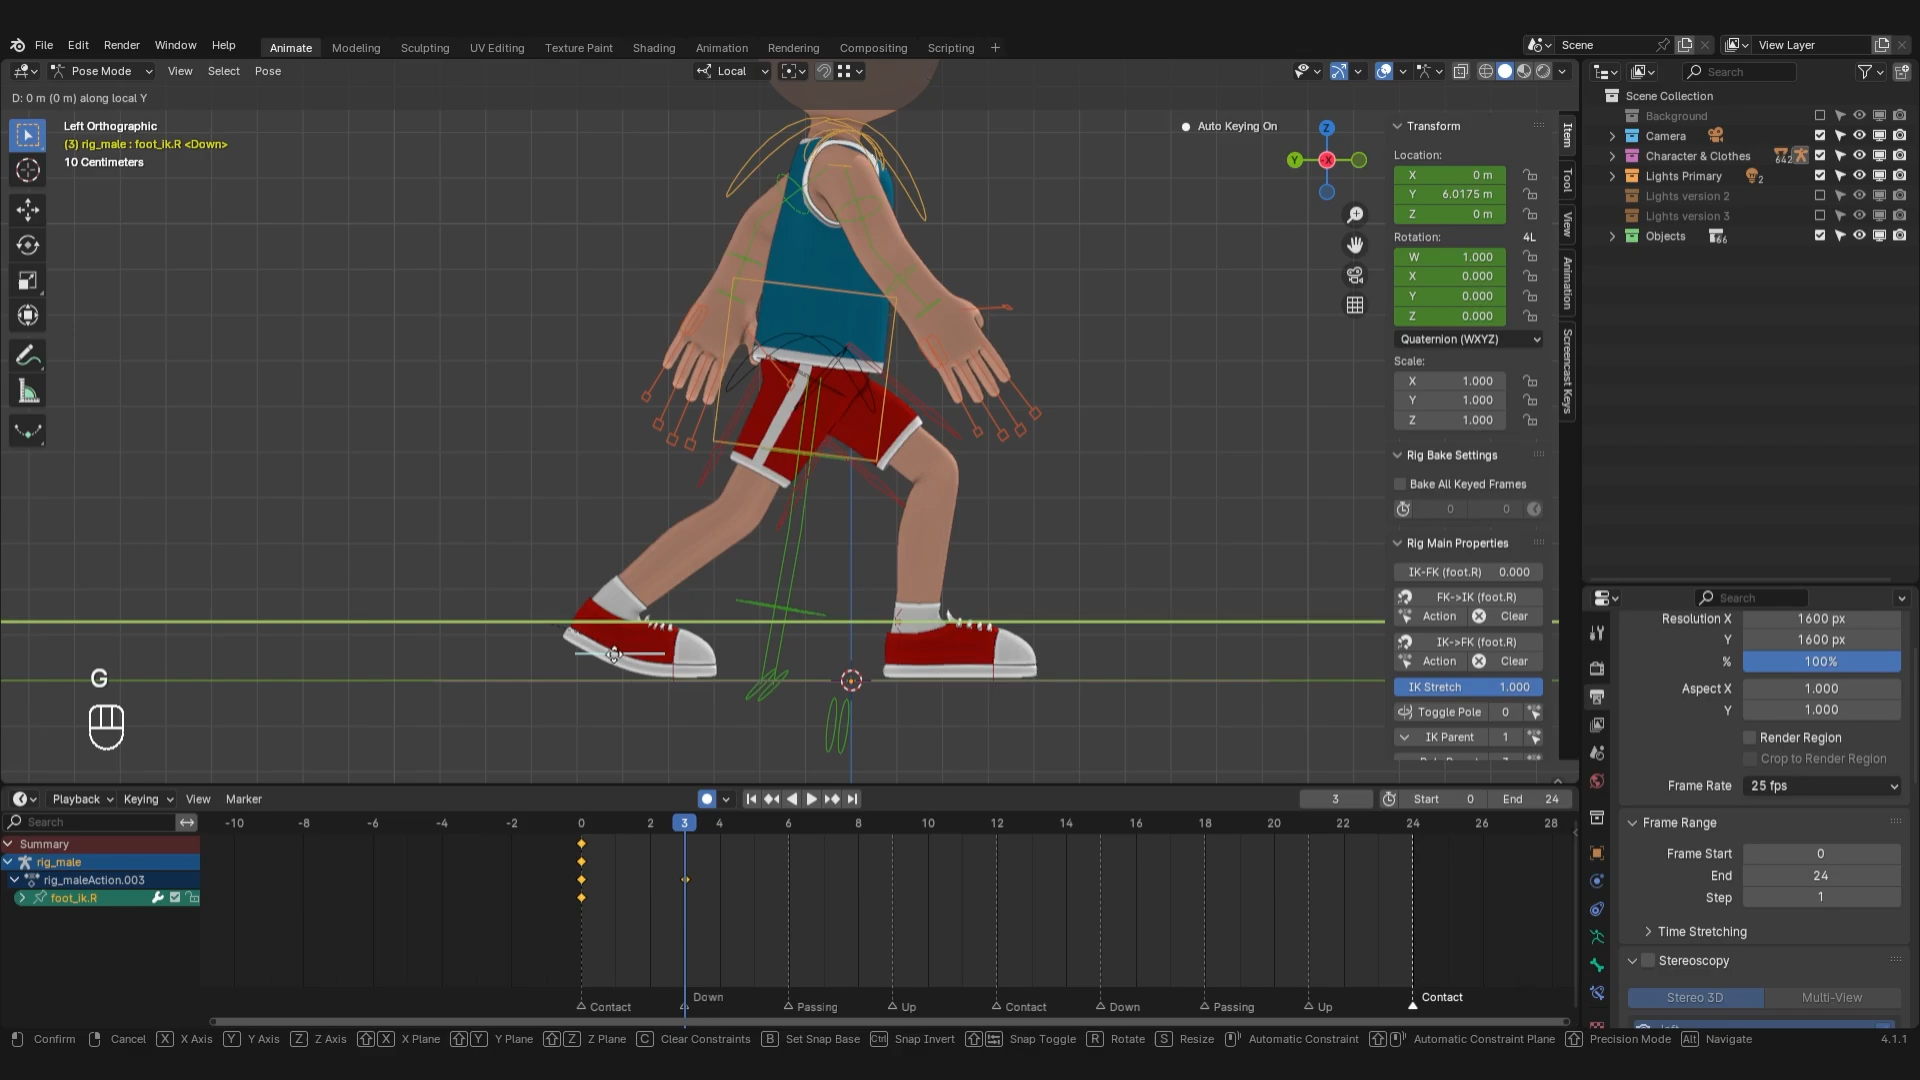 File Edit Render Window Help Animate Modeling Sculpting UV Editing Texture Paint Shading Animation Rendering Compositing Scripting + Scene View Layer
Pose Mode View Select Pose Local Search
D: 0 m (0 m) along local Y
Scene Collection
Background
Camera
Character & Clothes 642
Lights Primary 2
Lights version 2
Lights version 3
Objects 66
Left Orthographic
(3) rig_male : foot_ik.R <Down>
10 Centimeters
Auto Keying On
Z
Y
-X
Transform
Location:
X 0 m
Y 6.0175 m
Z 0 m
Rotation: 4L
W 1.000
X 0.000
Y 0.000
Z 0.000
Quaternion (WXYZ)
Scale:
X 1.000
Y 1.000
Z 1.000
Rig Bake Settings
Bake All Keyed Frames
0 0
Rig Main Properties
IK-FK (foot.R) 0.000
FK->IK (foot.R)
Action Clear
IK->FK (foot.R)
Action Clear
IK Stretch 1.000
Toggle Pole 0
IK Parent 1
Item
Tool
View
Animation
Screencast Keys
G
Search
Resolution X 1600 px
Y 1600 px
% 100%
Aspect X 1.000
Y 1.000
Render Region
Crop to Render Region
Frame Rate 25 fps
Frame Range
Frame Start 0
End 24
Step 1
Time Stretching
Stereoscopy
Stereo 3D Multi-View
Playback Keying View Marker 3 Start 0 End 24
Search -10 -8 -6 -4 -2 0 2 3 4 6 8 10 12 14 16 18 20 22 24 26 28
Summary
rig_male
rig_maleAction.003
foot_ik.R
Contact Down Passing Up Contact Down Passing Up Contact
Confirm Cancel X X Axis Y Y Axis Z Z Axis X X Plane Y Y Plane Z Z Plane C Clear Constraints B Set Snap Base Ctrl Snap Invert Snap Toggle R Rotate S Resize Automatic Constraint Automatic Constraint Plane Precision Mode Alt Navigate 4.1.1